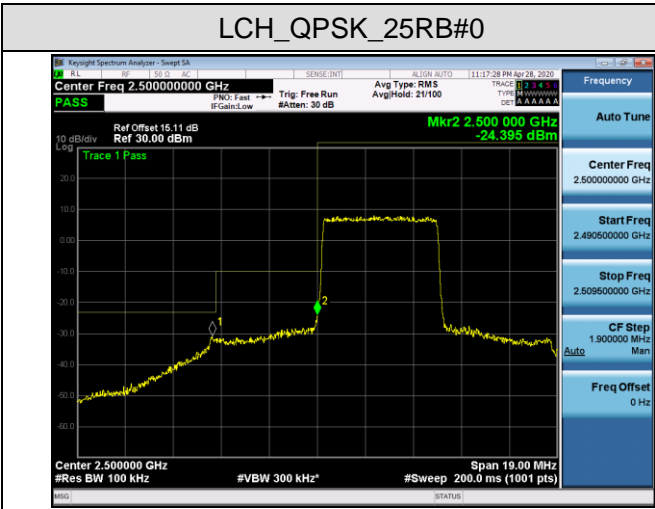 LCH_QPSK_25RB#0
Keysight Spectrum Analyzer - Swept SA
RL RF 50 Ω AC SENSE:INT ALIGN AUTO 11:17:28 PM Apr 28, 2020
Center Freq 2.500000000 GHz
PASS
PNO: Fast
IFGain:Low
Trig: Free Run
#Atten: 30 dB
Avg Type: RMS
Avg|Hold: 21/100
TRACE 1 2 3 4 5 6
TYPE M W W W W W
DET A A A A A A
Mkr2 2.500 000 GHz
-24.395 dBm
Ref Offset 15.11 dB
10 dB/div Ref 30.00 dBm
Log
Trace 1 Pass
20.0
10.0
0.00
-10.0
-20.0
-30.0
-40.0
-50.0
-60.0
1
2
Center 2.500000 GHz Span 19.00 MHz
#Res BW 100 kHz #VBW 300 kHz* #Sweep 200.0 ms (1001 pts)
MSG STATUS
Frequency
Auto Tune
Center Freq
2.500000000 GHz
Start Freq
2.490500000 GHz
Stop Freq
2.509500000 GHz
CF Step
1.900000 MHz
Auto Man
Freq Offset
0 Hz